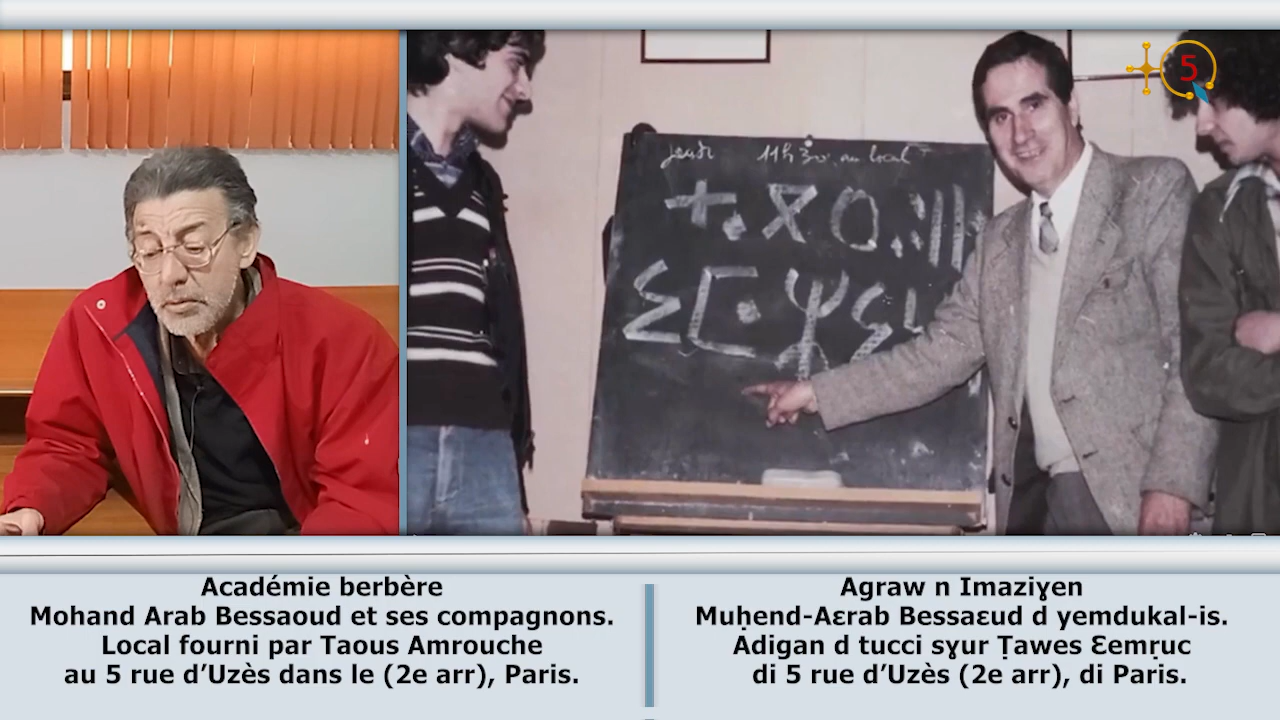 5
jeudi 11h30 au local
ⵜ.ⵅⵔ
Académie berbère
Mohand Arab Bessaoud et ses compagnons.
Local fourni par Taous Amrouche
au 5 rue d’Uzès dans le (2e arr), Paris.
Agraw n Imaziɣen
Muḥend-Aɛrab Bessaɛud d yemdukal-is.
Adigan d tucci sɣur Ṭawes Ɛemṛuc
di 5 rue d’Uzès (2e arr), di Paris.